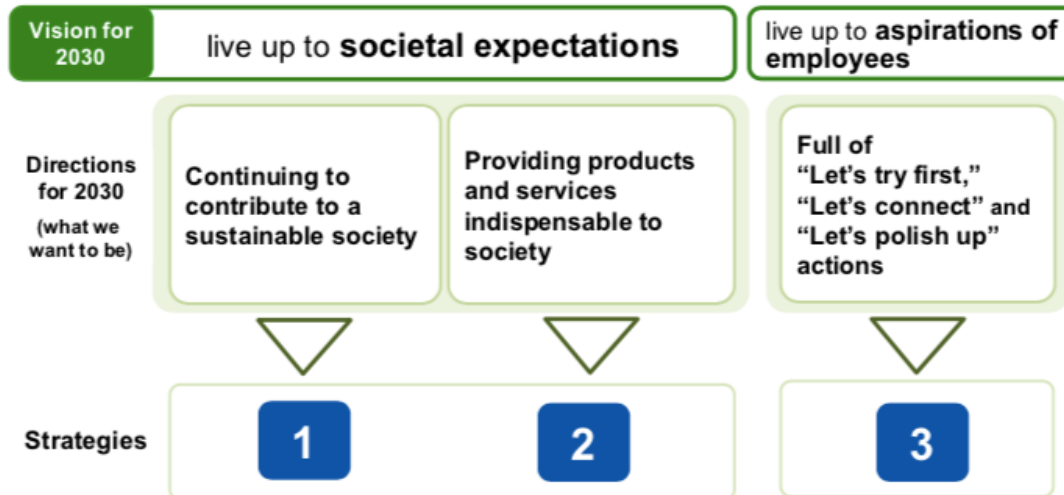 Vision for
2030
live up to societal expectations
live up to aspirations of
employees
Directions
for 2030
(what we
want to be)
Continuing to
contribute to a
sustainable society
Providing products
and services
indispensable to
society
Full of
“Let’s try first,”
“Let’s connect” and
“Let’s polish up”
actions
Strategies
1
2
3